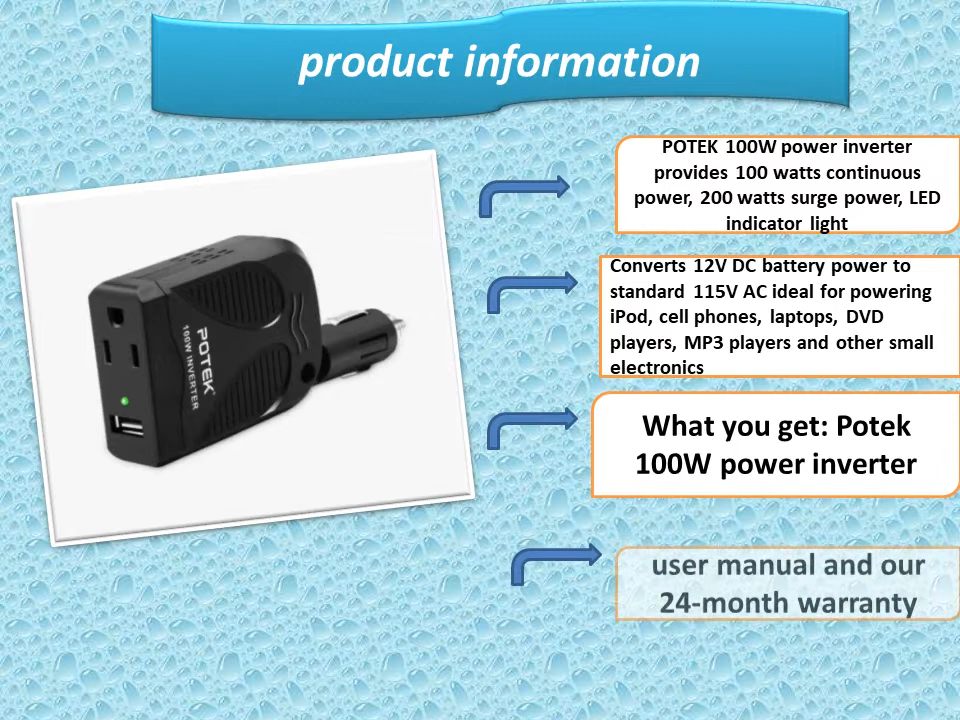 product information
POTEK 100W power inverter
provides 100 watts continuous
power, 200 watts surge power, LED
indicator light
Converts 12V DC battery power to
standard 115V AC ideal for powering
iPod, cell phones, laptops, DVD
players, MP3 players and other small
electronics
What you get: Potek
100W power inverter
user manual and our
24-month warranty
POTEK
100W INVERTER